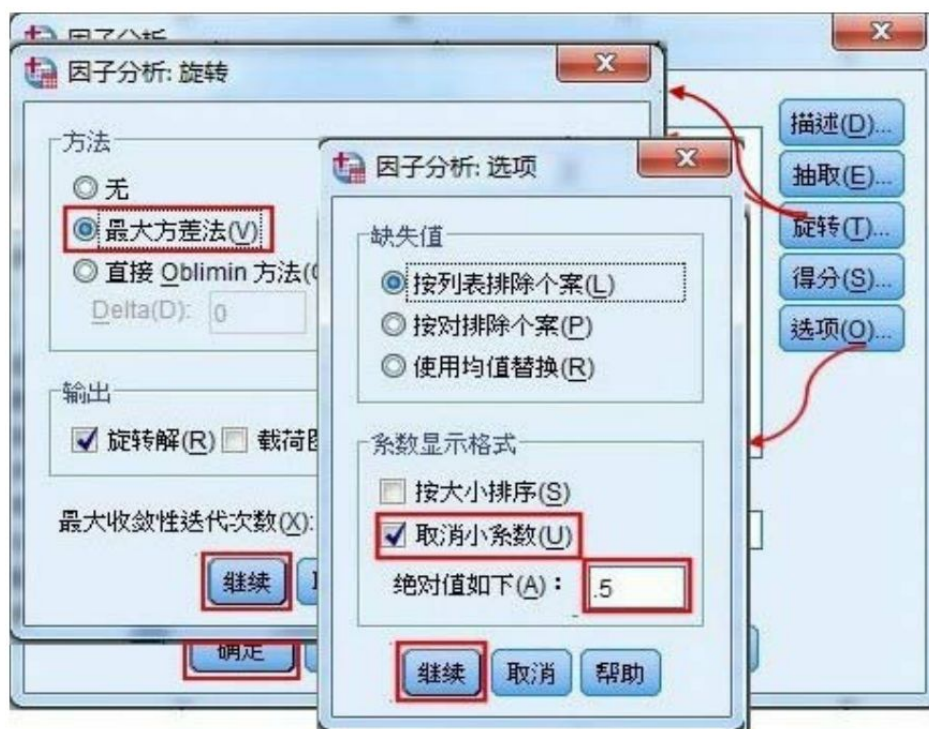 因子分析
因子分析: 旋转
方法
无
最大方差法(V)
直接 Oblimin 方法(
Delta(D): 0
输出
旋转解(R) 载荷
最大收敛性迭代次数(X):
继续
确定
因子分析: 选项
缺失值
按列表排除个案(L)
按对排除个案(P)
使用均值替换(R)
系数显示格式
按大小排序(S)
取消小系数(U)
绝对值如下(A): .5
继续 取消 帮助
描述(D)...
抽取(E)...
旋转(T)...
得分(S)...
选项(O)...